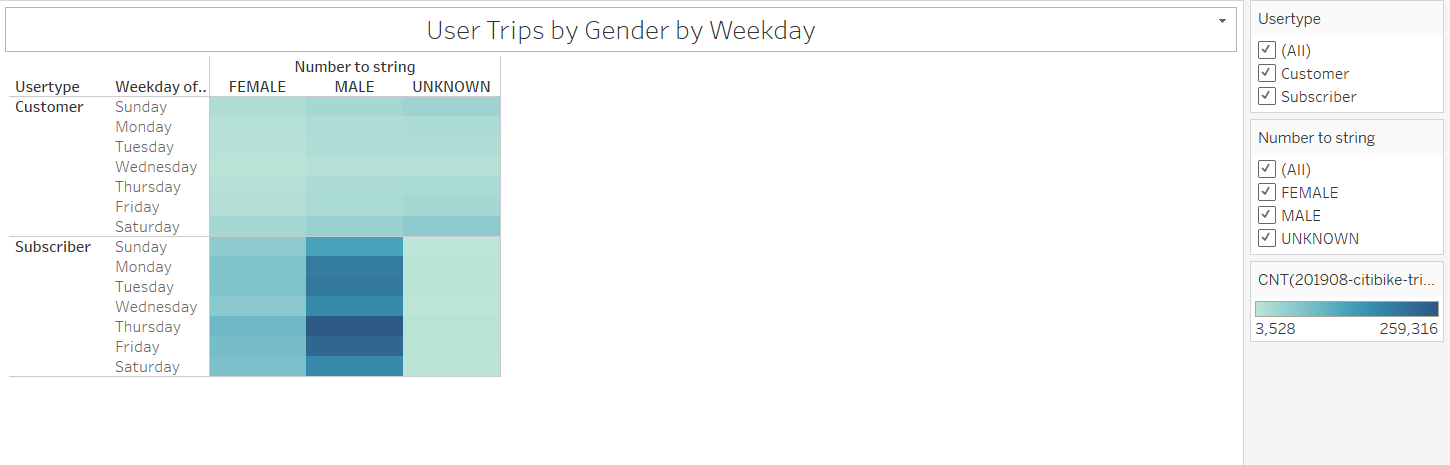 User Trips by Gender by Weekday
Number to string
Usertype Weekday of.. FEMALE MALE UNKNOWN
Customer Sunday
Monday
Tuesday
Wednesday
Thursday
Friday
Saturday
Subscriber Sunday
Monday
Tuesday
Wednesday
Thursday
Friday
Saturday
Usertype
(All)
Customer
Subscriber
Number to string
(All)
FEMALE
MALE
UNKNOWN
CNT(201908-citibike-tri...
3,528 259,316